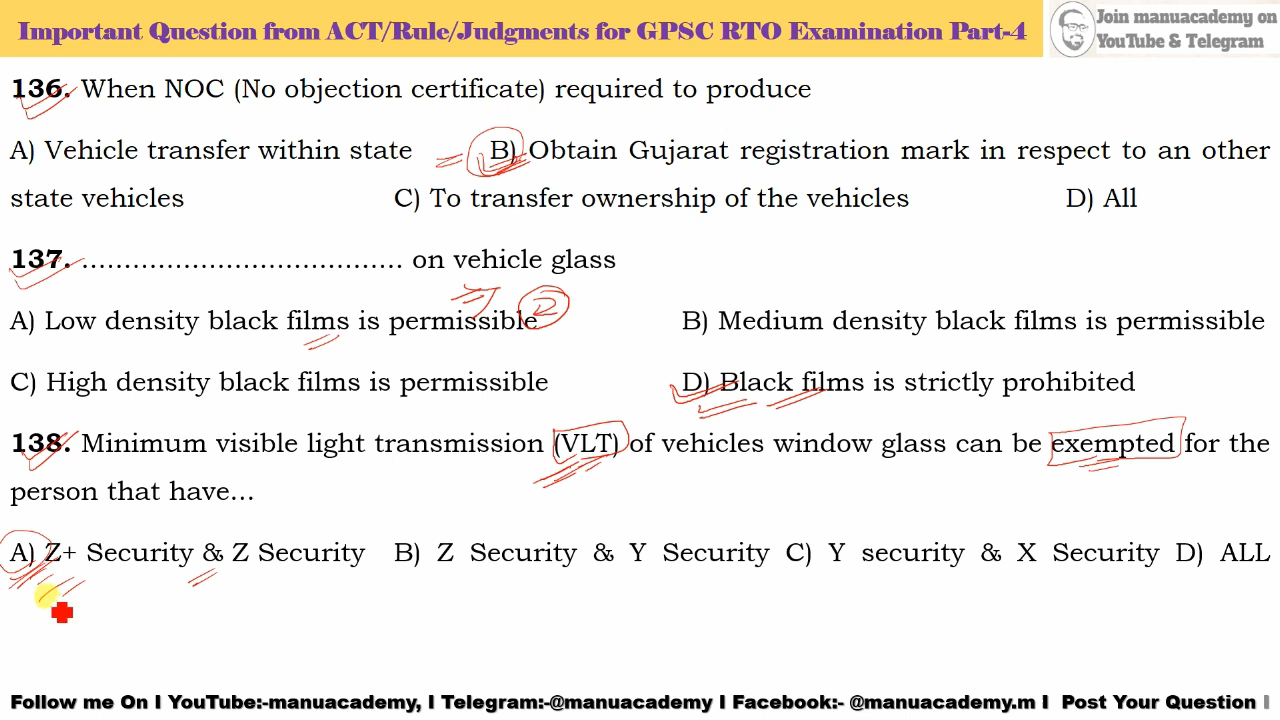 Important Question from ACT/Rule/Judgments for GPSC RTO Examination Part-4
Join manuacademy on
YouTube & Telegram
136. When NOC (No objection certificate) required to produce
A) Vehicle transfer within state B) Obtain Gujarat registration mark in respect to an other
state vehicles C) To transfer ownership of the vehicles D) All
137. ...................................... on vehicle glass
A) Low density black films is permissible B) Medium density black films is permissible
C) High density black films is permissible D) Black films is strictly prohibited
138. Minimum visible light transmission (VLT) of vehicles window glass can be exempted for the
person that have...
A) Z+ Security & Z Security B) Z Security & Y Security C) Y security & X Security D) ALL
Follow me On I YouTube:-manuacademy, I Telegram:-@manuacademy I Facebook:- @manuacademy.m I Post Your Question I